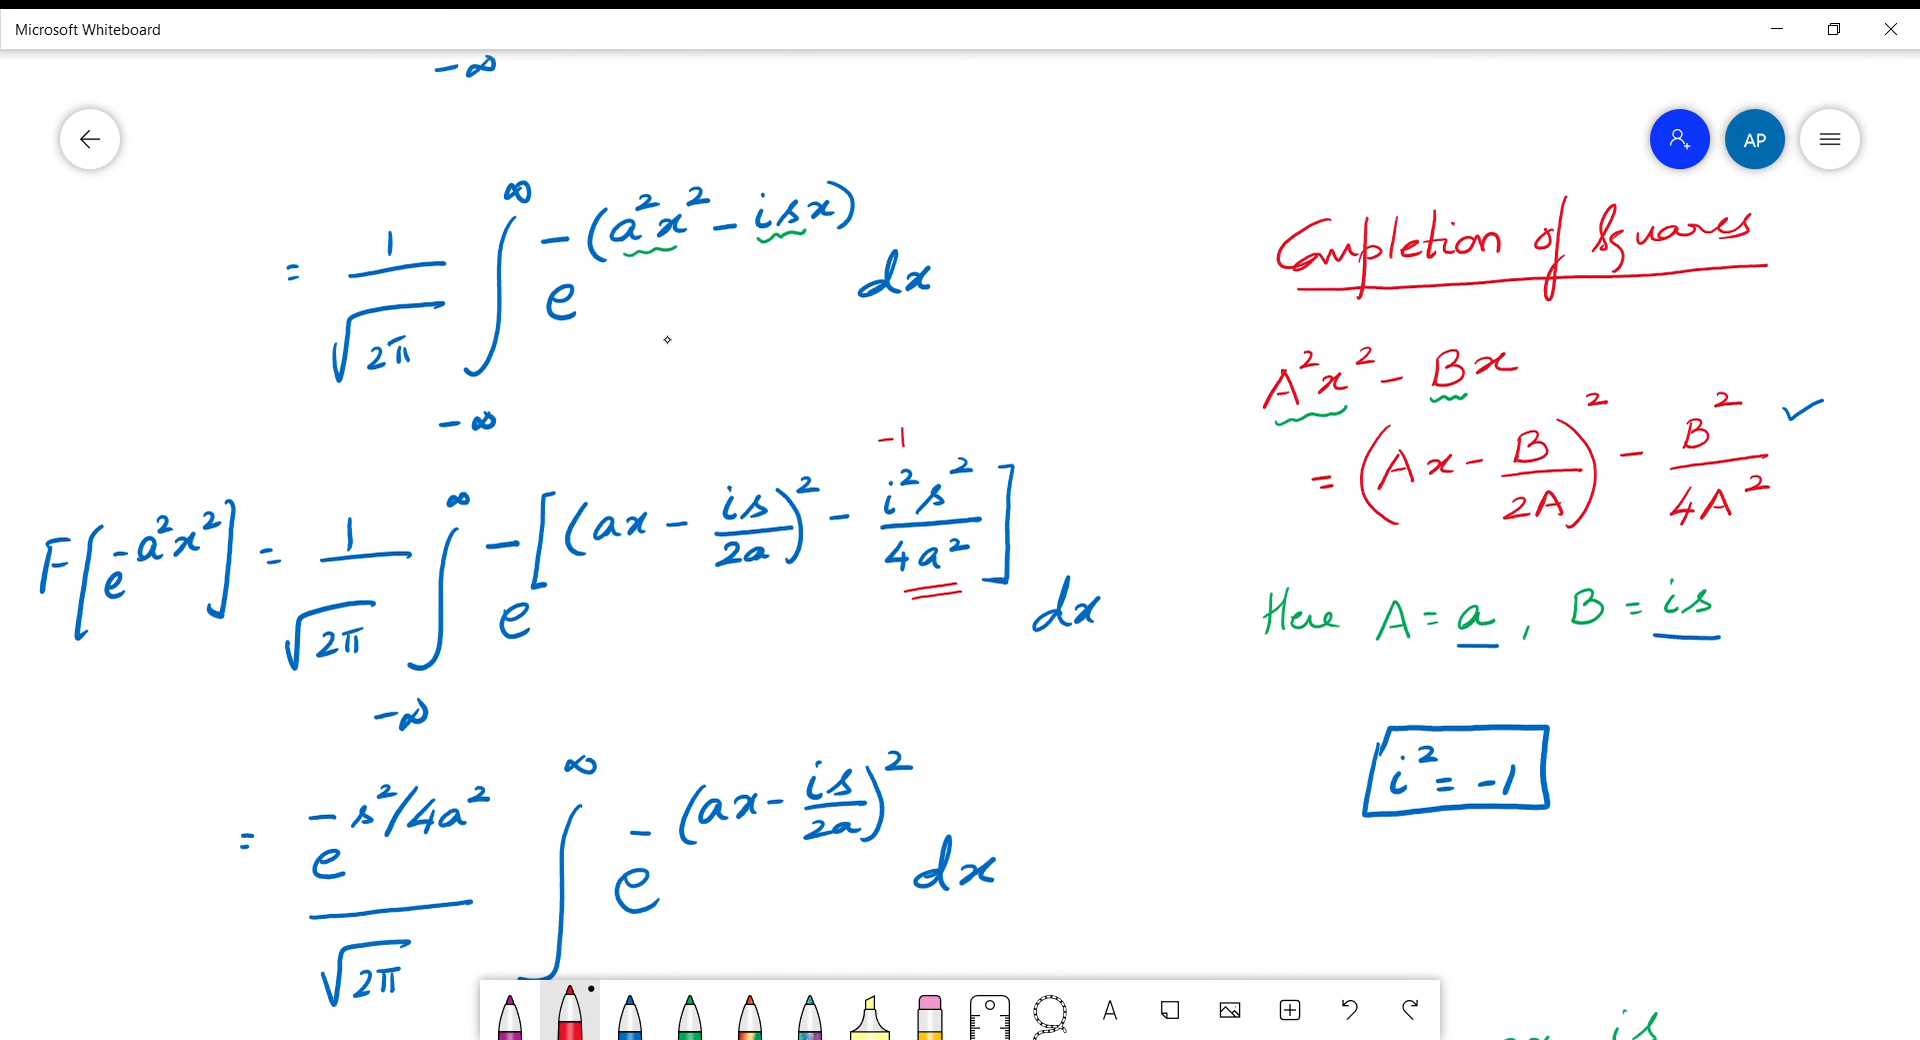 Microsoft Whiteboard
-∞
AP
= 1/√2π ∫ ∞ -∞ e^-(a²x² - isx) dx
F[e^-a²x²] = 1/√2π ∫ ∞ -∞ e^-[(ax - is/2a)² - i²s²/4a²] dx
-1
= e^-s²/4a² / √2π ∫ ∞ e^-(ax - is/2a)² dx
Completion of Squares
A²x² - Bx
= (Ax - B/2A)² - B²/4A² ✓
Here A = a, B = is
i² = -1
A
is